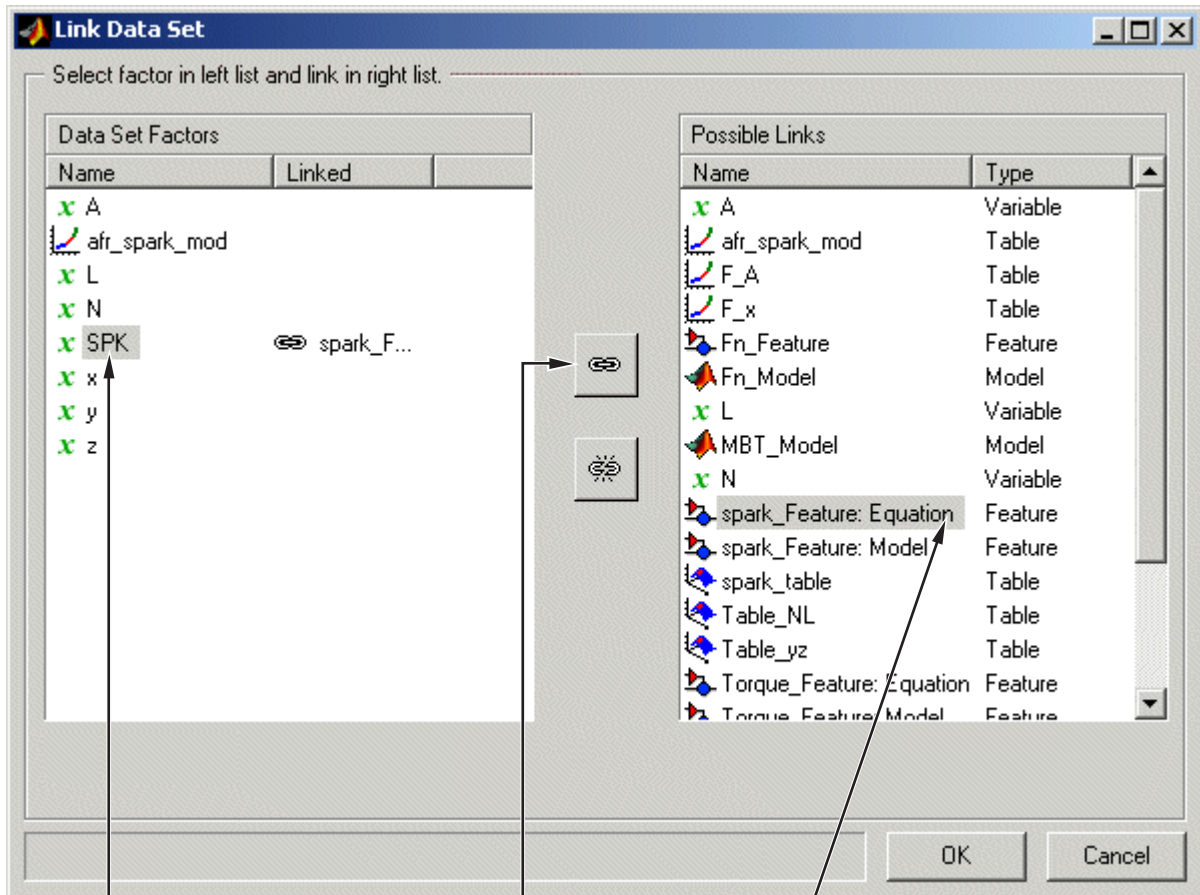 Link Data Set
Select factor in left list and link in right list.
Data Set Factors
Name Linked
x A
afr_spark_mod
x L
x N
x SPK spark_F...
x x
x y
x z
Possible Links
Name Type
x A Variable
afr_spark_mod Table
F_A Table
F_x Table
Fn_Feature Feature
Fn_Model Model
x L Variable
MBT_Model Model
x N Variable
spark_Feature: Equation Feature
spark_Feature: Model Feature
spark_table Table
Table_NL Table
Table_yz Table
Torque_Feature: Equation Feature
Torque_Feature: Model Feature
OK Cancel